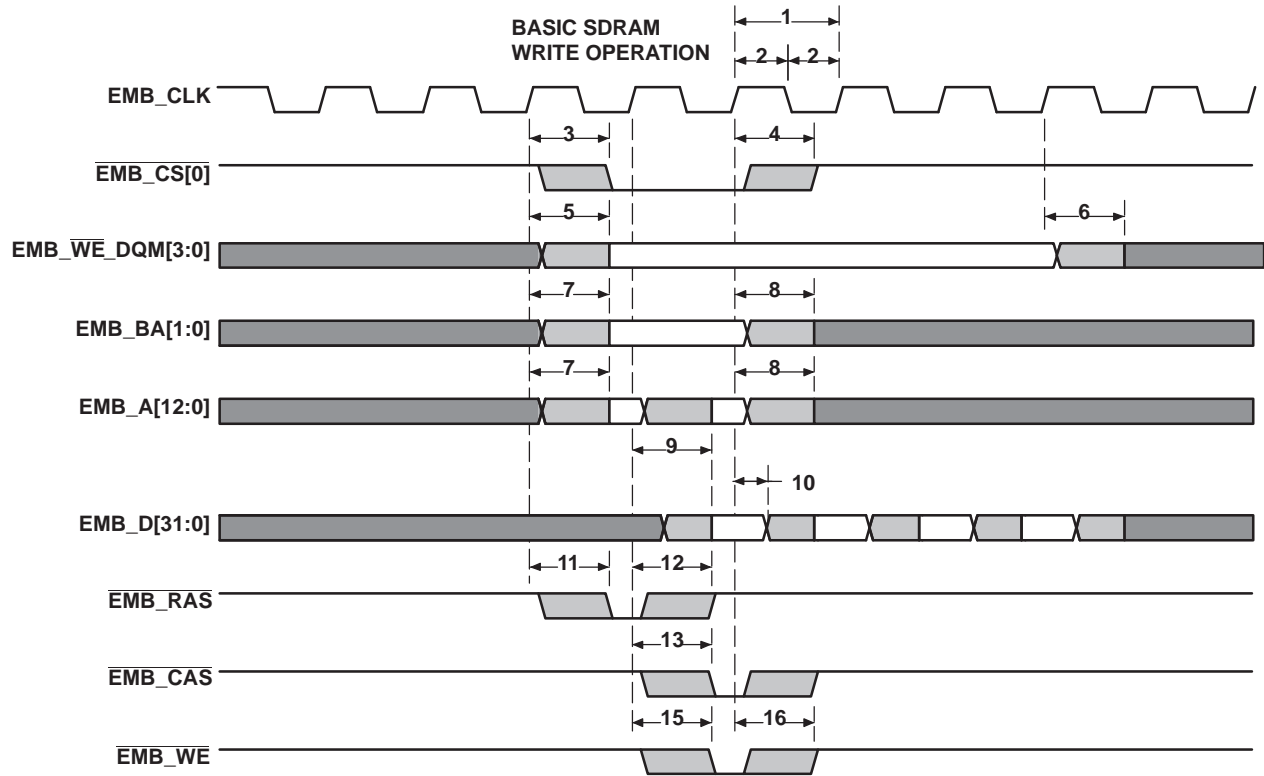 1
BASIC SDRAM
WRITE OPERATION
2 2
EMB_CLK
3 4
EMB_CS[0]
5 6
EMB_WE_DQM[3:0]
7 8
EMB_BA[1:0]
7 8
EMB_A[12:0]
9
10
EMB_D[31:0]
11 12
EMB_RAS
13
EMB_CAS
15 16
EMB_WE